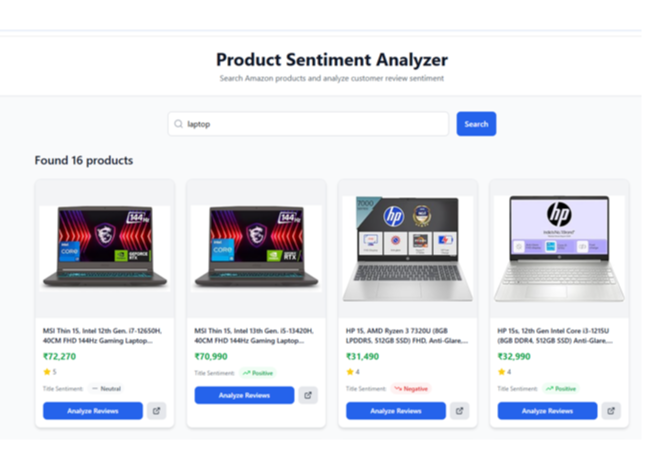 Product Sentiment Analyzer
Search Amazon products and analyze customer review sentiment
laptop
Search
Found 16 products
144
144
hp
hp
MSI Thin 15, Intel 12th Gen. i7-12650H,
40CM FHD 144Hz Gaming Laptop...
₹72,270
5
Title Sentiment: Neutral
Analyze Reviews
MSI Thin 15, Intel 13th Gen. i5-13420H,
40CM FHD 144Hz Gaming Laptop...
₹70,990
Title Sentiment: Positive
Analyze Reviews
HP 15, AMD Ryzen 3 7320U (8GB
LPDDR5, 512GB SSD) FHD, Anti-Glare....
₹31,490
4
Title Sentiment: Negative
Analyze Reviews
HP 15s, 12th Gen Intel Core i3-1215U
(8GB DDR4, 512GB SSD) Anti-Glare....
₹32,990
4
Title Sentiment: Positive
Analyze Reviews